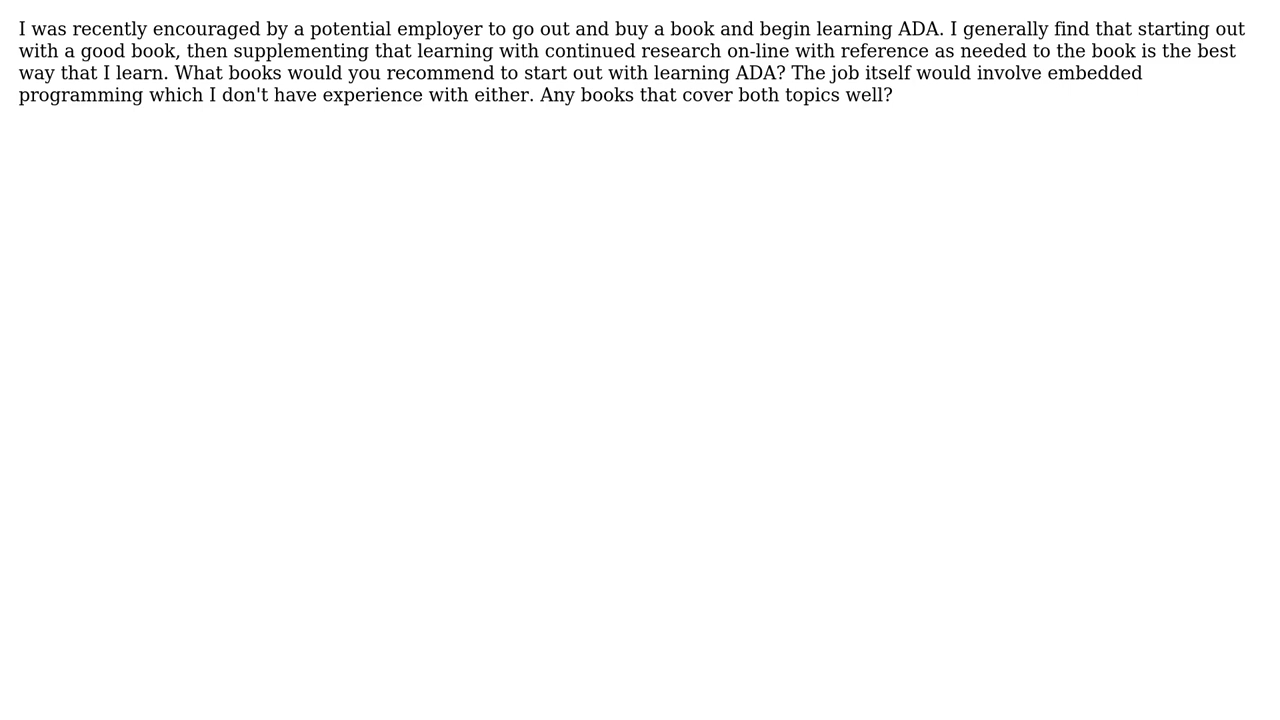 I was recently encouraged by a potential employer to go out and buy a book and begin learning ADA. I generally find that starting out
with a good book, then supplementing that learning with continued research on-line with reference as needed to the book is the best
way that I learn. What books would you recommend to start out with learning ADA? The job itself would involve embedded
programming which I don't have experience with either. Any books that cover both topics well?